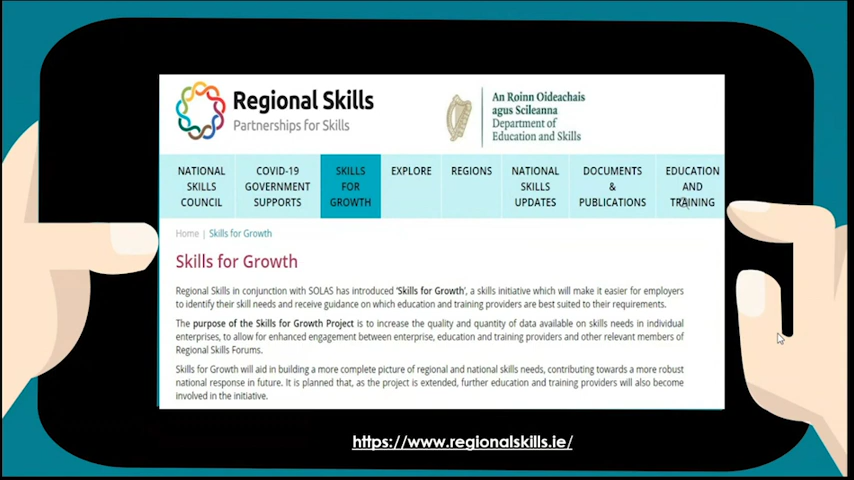 Regional Skills
Partnerships for Skills
An Roinn Oideachais
agus Scileanna
Department of
Education and Skills
NATIONAL SKILLS COUNCIL
COVID-19 GOVERNMENT SUPPORTS
SKILLS FOR GROWTH
EXPLORE
REGIONS
NATIONAL SKILLS UPDATES
DOCUMENTS & PUBLICATIONS
EDUCATION AND TRAINING
Home | Skills for Growth
Skills for Growth
Regional Skills in conjunction with SOLAS has introduced 'Skills for Growth', a skills initiative which will make it easier for employers
to identify their skill needs and receive guidance on which education and training providers are best suited to their requirements.
The purpose of the Skills for Growth Project is to increase the quality and quantity of data available on skills needs in individual
enterprises, to allow for enhanced engagement between enterprise, education and training providers and other relevant members of
Regional Skills Forums.
Skills for Growth will aid in building a more complete picture of regional and national skills needs, contributing towards a more robust
national response in future. It is planned that, as the project is extended, further education and training providers will also become
involved in the initiative.
https://www.regionalskills.ie/